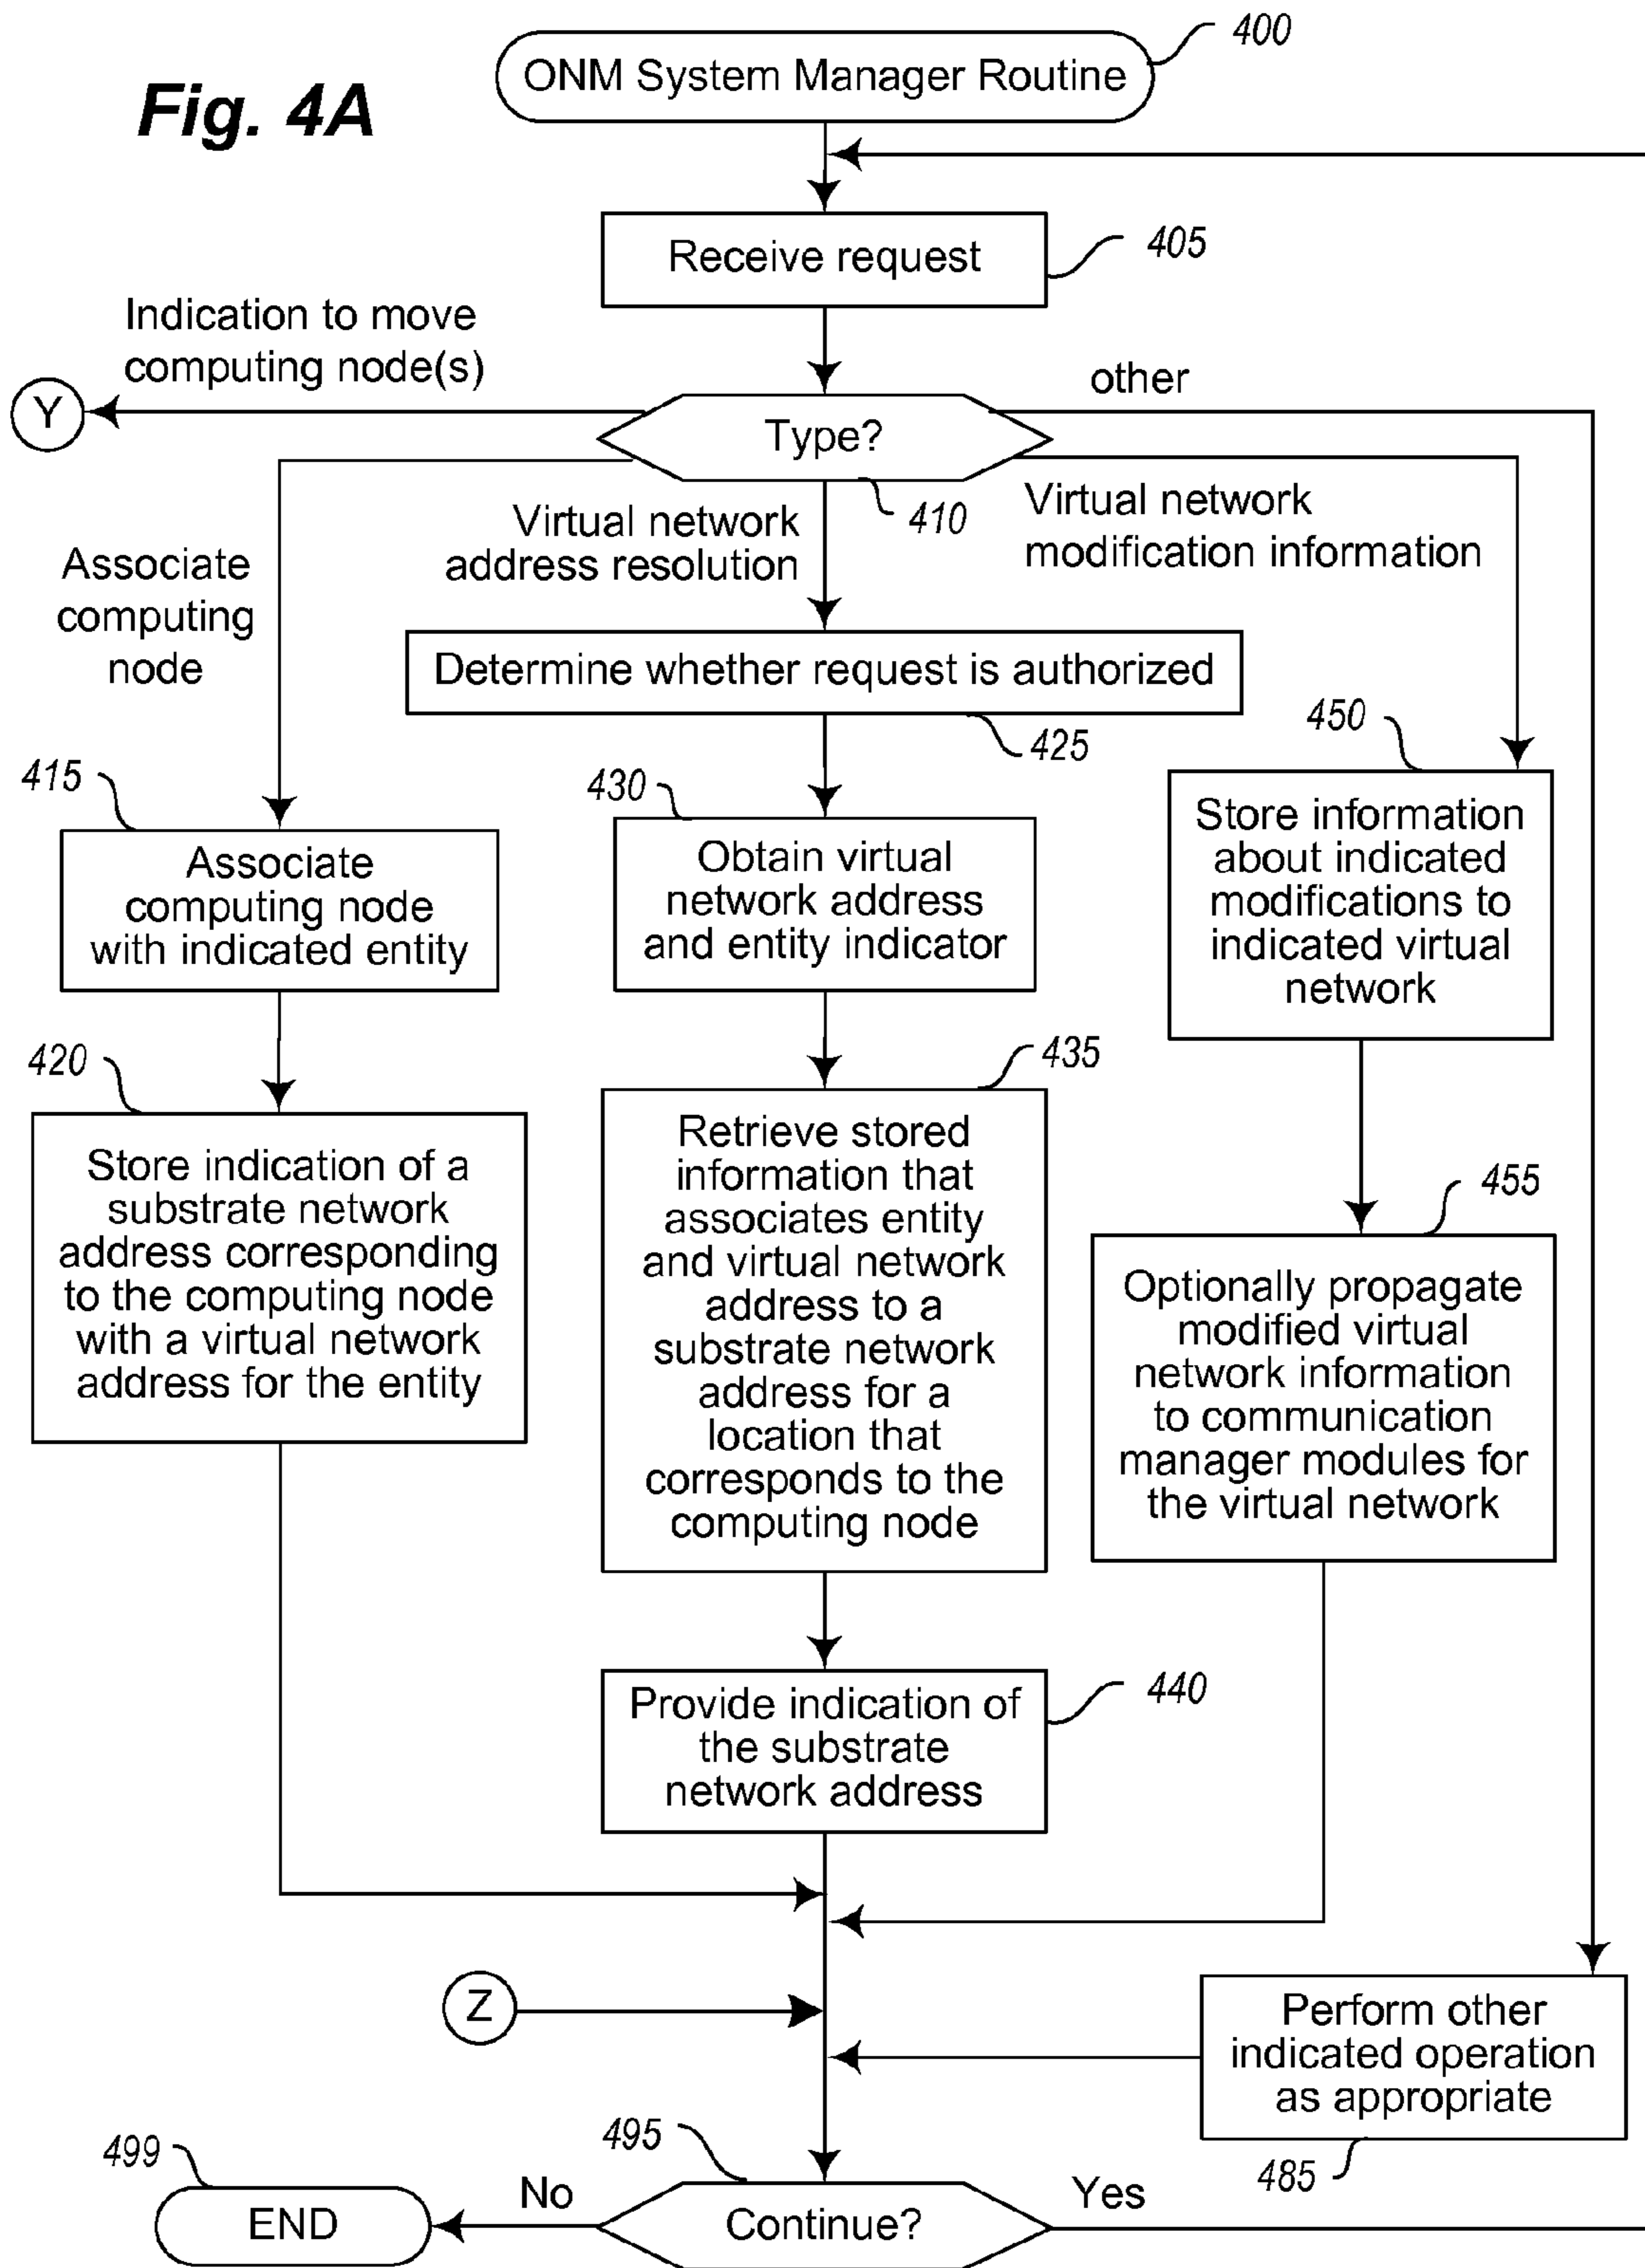 Fig. 4A
ONM System Manager Routine
400
Receive request
405
Indication to move
computing node(s)
Y
other
Type?
410
Virtual network
address resolution
Virtual network
modification information
Associate
computing
node
Determine whether request is authorized
425
415
Associate
computing node
with indicated entity
430
Obtain virtual
network address
and entity indicator
450
Store information
about indicated
modifications to
indicated virtual
network
420
Store indication of a
substrate network
address corresponding
to the computing node
with a virtual network
address for the entity
435
Retrieve stored
information that
associates entity
and virtual network
address to a
substrate network
address for a
location that
corresponds to the
computing node
455
Optionally propagate
modified virtual
network information
to communication
manager modules for
the virtual network
Provide indication of
the substrate
network address
440
Z
Perform other
indicated operation
as appropriate
485
495
Continue?
Yes
No
499
END